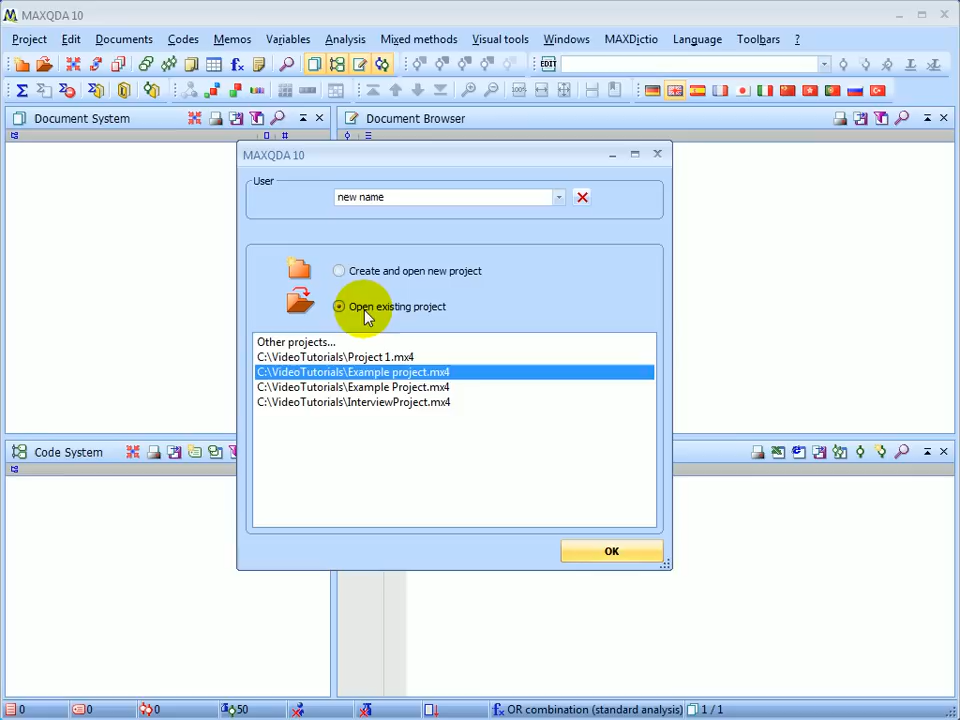 MAXQDA 10
Project Edit Documents Codes Memos Variables Analysis Mixed methods Visual tools Windows MAXDictio Language Toolbars ?
EDIT
100%
Document System
Document Browser
MAXQDA 10
User
new name
Create and open new project
Open existing project
Other projects...
C:\VideoTutorials\Project 1.mx4
C:\VideoTutorials\Example project.mx4
C:\VideoTutorials\Example Project.mx4
C:\VideoTutorials\InterviewProject.mx4
OK
Code System
0 0 0 50 OR combination (standard analysis) 1 / 1